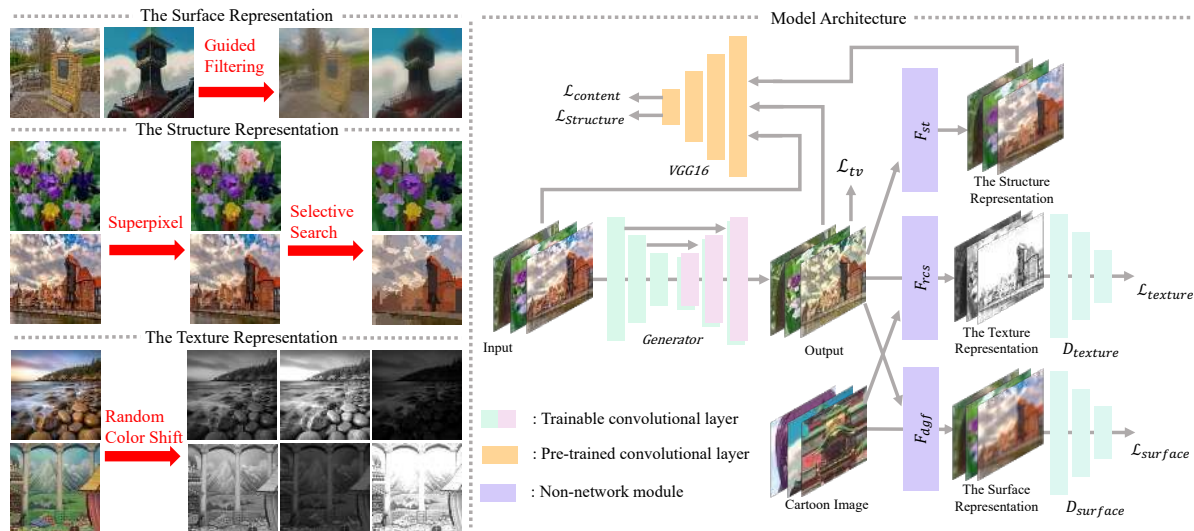 The Surface Representation
Guided
Filtering
The Structure Representation
Superpixel
Selective
Search
The Texture Representation
Random
Color Shift
Model Architecture
ℒcontent
ℒStructure
VGG16
ℒtv
Fst
The Structure
Representation
Input
Generator
Output
Frcs
The Texture
Representation
Dtexture
ℒtexture
Cartoon Image
Fdgf
The Surface
Representation
Dsurface
ℒsurface
: Trainable convolutional layer
: Pre-trained convolutional layer
: Non-network module